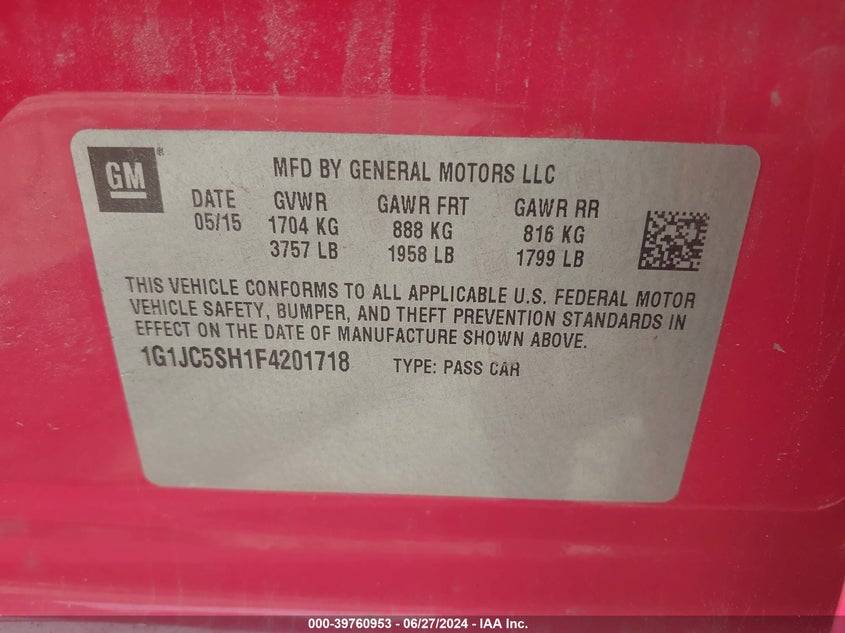 GM®
MFD BY GENERAL MOTORS LLC
DATE GVWR GAWR FRT GAWR RR
05/15 1704 KG 888 KG 816 KG
3757 LB 1958 LB 1799 LB
THIS VEHICLE CONFORMS TO ALL APPLICABLE U.S. FEDERAL MOTOR
VEHICLE SAFETY, BUMPER, AND THEFT PREVENTION STANDARDS IN
EFFECT ON THE DATE OF MANUFACTURE SHOWN ABOVE.
1G1JC5SH1F4201718 TYPE: PASS CAR
000-39760953 | 06/27/2024 | IAA Inc.